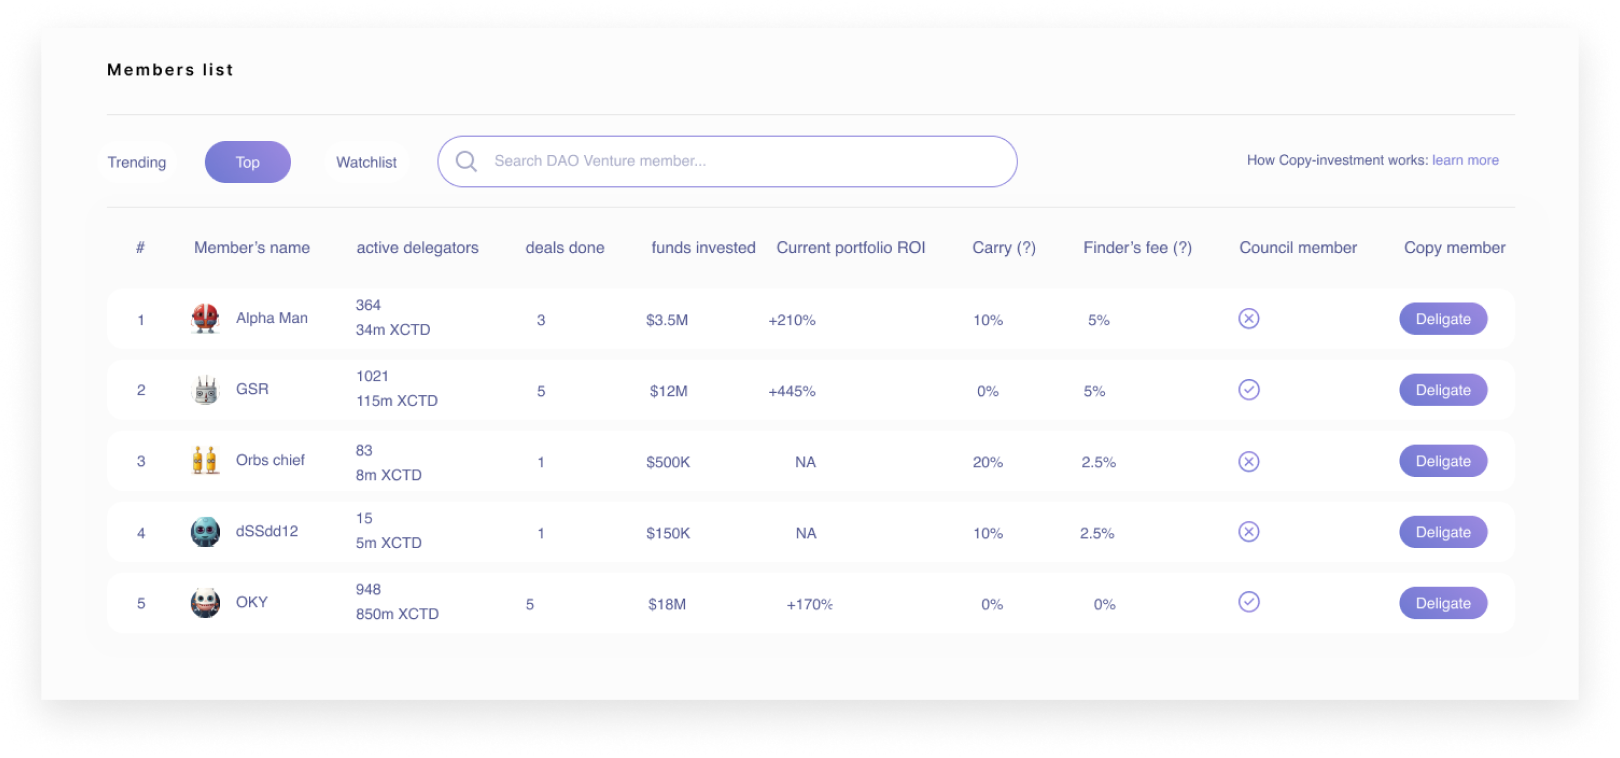 Members list
Trending Top Watchlist Search DAO Venture member... How Copy-investment works: learn more
# Member's name active delegators deals done funds invested Current portfolio ROI Carry (?) Finder's fee (?) Council member Copy member
1 Alpha Man 364 34m XCTD 3 $3.5M +210% 10% 5% Deligate
2 GSR 1021 115m XCTD 5 $12M +445% 0% 5% Deligate
3 Orbs chief 83 8m XCTD 1 $500K NA 20% 2.5% Deligate
4 dSSdd12 15 5m XCTD 1 $150K NA 10% 2.5% Deligate
5 OKY 948 850m XCTD 5 $18M +170% 0% 0% Deligate